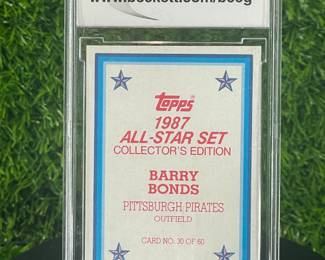 www.beckett.com/bccg
Topps
1987
ALL-STAR SET
COLLECTOR'S EDITION
BARRY
BONDS
PITTSBURGH PIRATES
OUTFIELD
CARD NO. 30 OF 60